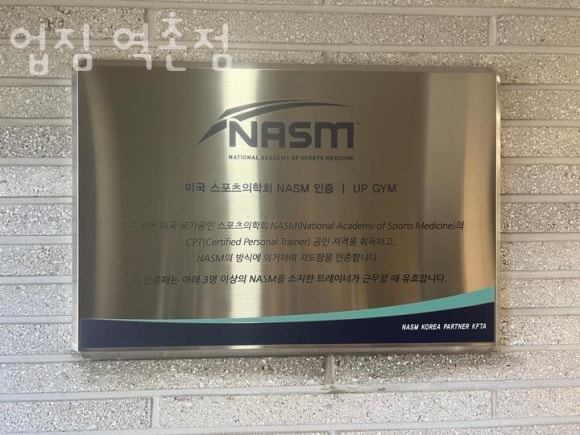 업짐 역촌점
NASM
NATIONAL ACADEMY OF SPORTS MEDICINE
미국 스포츠의학회 NASM 인증 | UP GYM
미국 국가공인 스포츠의학회 NASM(National Academy of Sports Medicine)의
CPT(Certified Personal Trainer) 공인 자격을 취득하고,
NASM의 방식에 의거하여 지도함을 인증합니다.
이 인증패는 아래 3명 이상의 NASM을 소지한 트레이너가 근무할 때 유효합니다.
NASM KOREA PARTNER KFTA